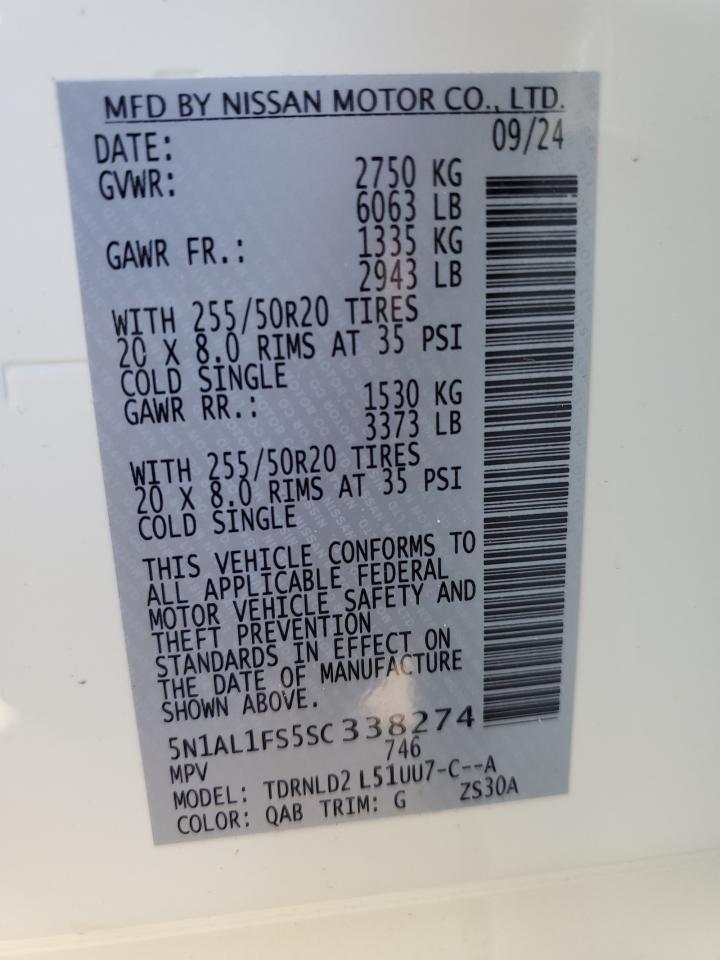 MFD BY NISSAN MOTOR CO., LTD.
DATE: 09/24
GVWR: 2750 KG
6063 LB
GAWR FR.: 1335 KG
2943 LB
WITH 255/50R20 TIRES
20 X 8.0 RIMS AT 35 PSI
COLD SINGLE
GAWR RR.: 1530 KG
3373 LB
WITH 255/50R20 TIRES
20 X 8.0 RIMS AT 35 PSI
COLD SINGLE
THIS VEHICLE CONFORMS TO
ALL APPLICABLE FEDERAL
MOTOR VEHICLE SAFETY AND
THEFT PREVENTION
STANDARDS IN EFFECT ON
THE DATE OF MANUFACTURE
SHOWN ABOVE.
5N1AL1FS5SC338274
MPV 746
MODEL: TDRNLD2 L51UU7-C--A
COLOR: QAB TRIM: G ZS30A